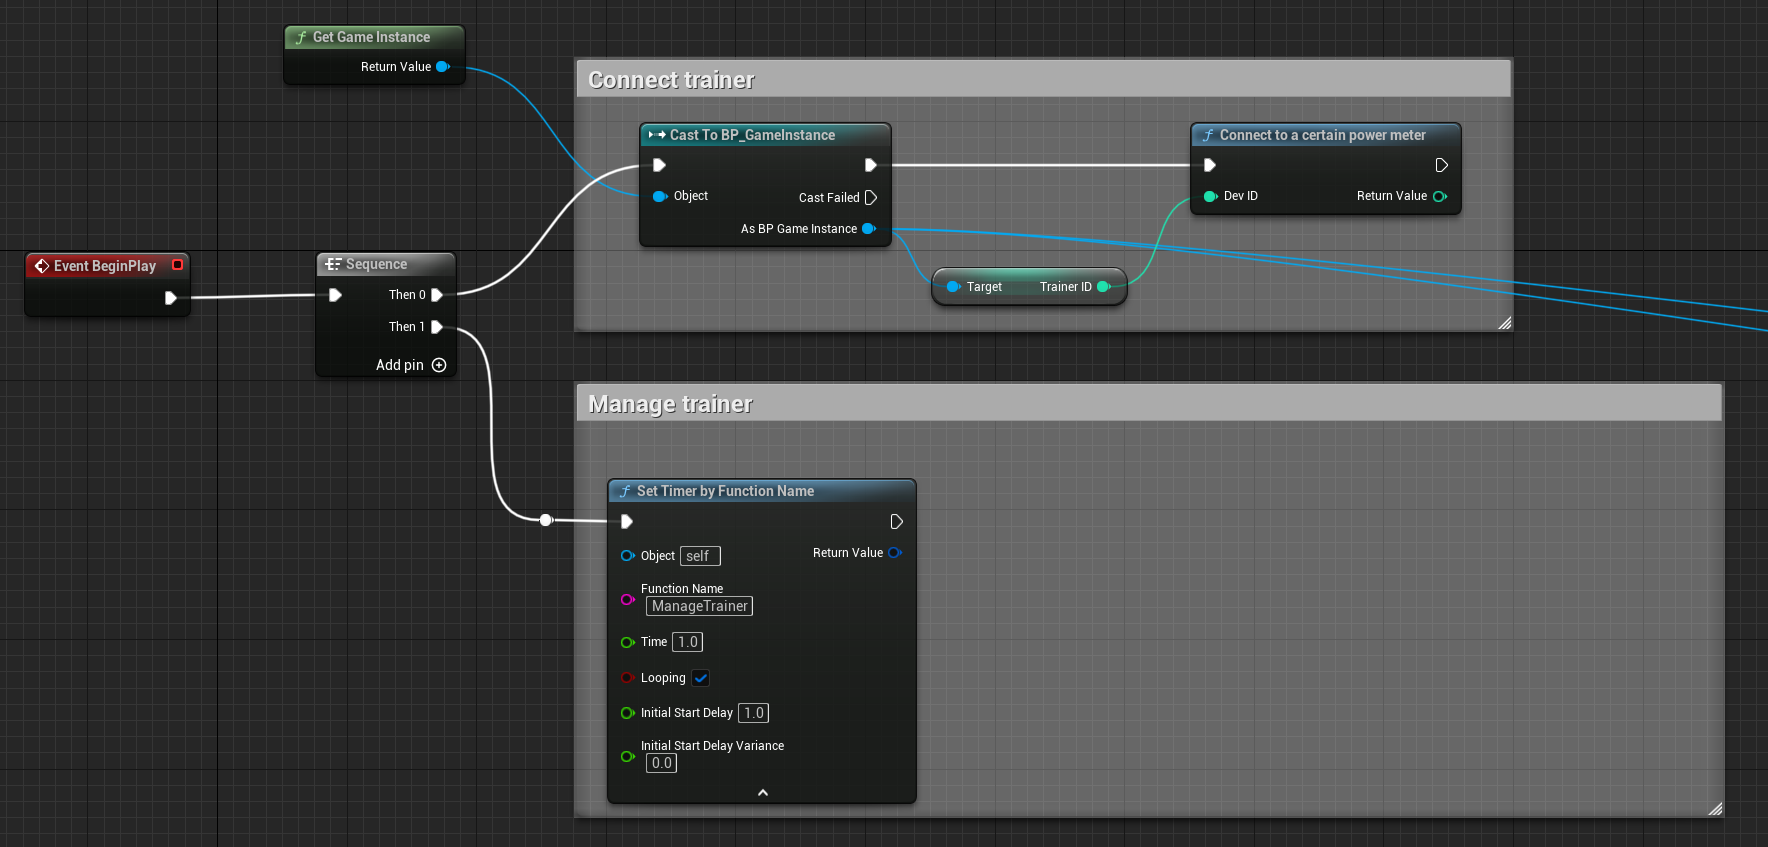 Get Game Instance
Return Value
Connect trainer
Cast To BP_GameInstance
Object
Cast Failed
As BP Game Instance
Connect to a certain power meter
Dev ID
Return Value
Target
Trainer ID
Event BeginPlay
Sequence
Then 0
Then 1
Add pin
Manage trainer
Set Timer by Function Name
Object self
Return Value
Function Name
ManageTrainer
Time 1.0
Looping
Initial Start Delay 1.0
Initial Start Delay Variance
0.0